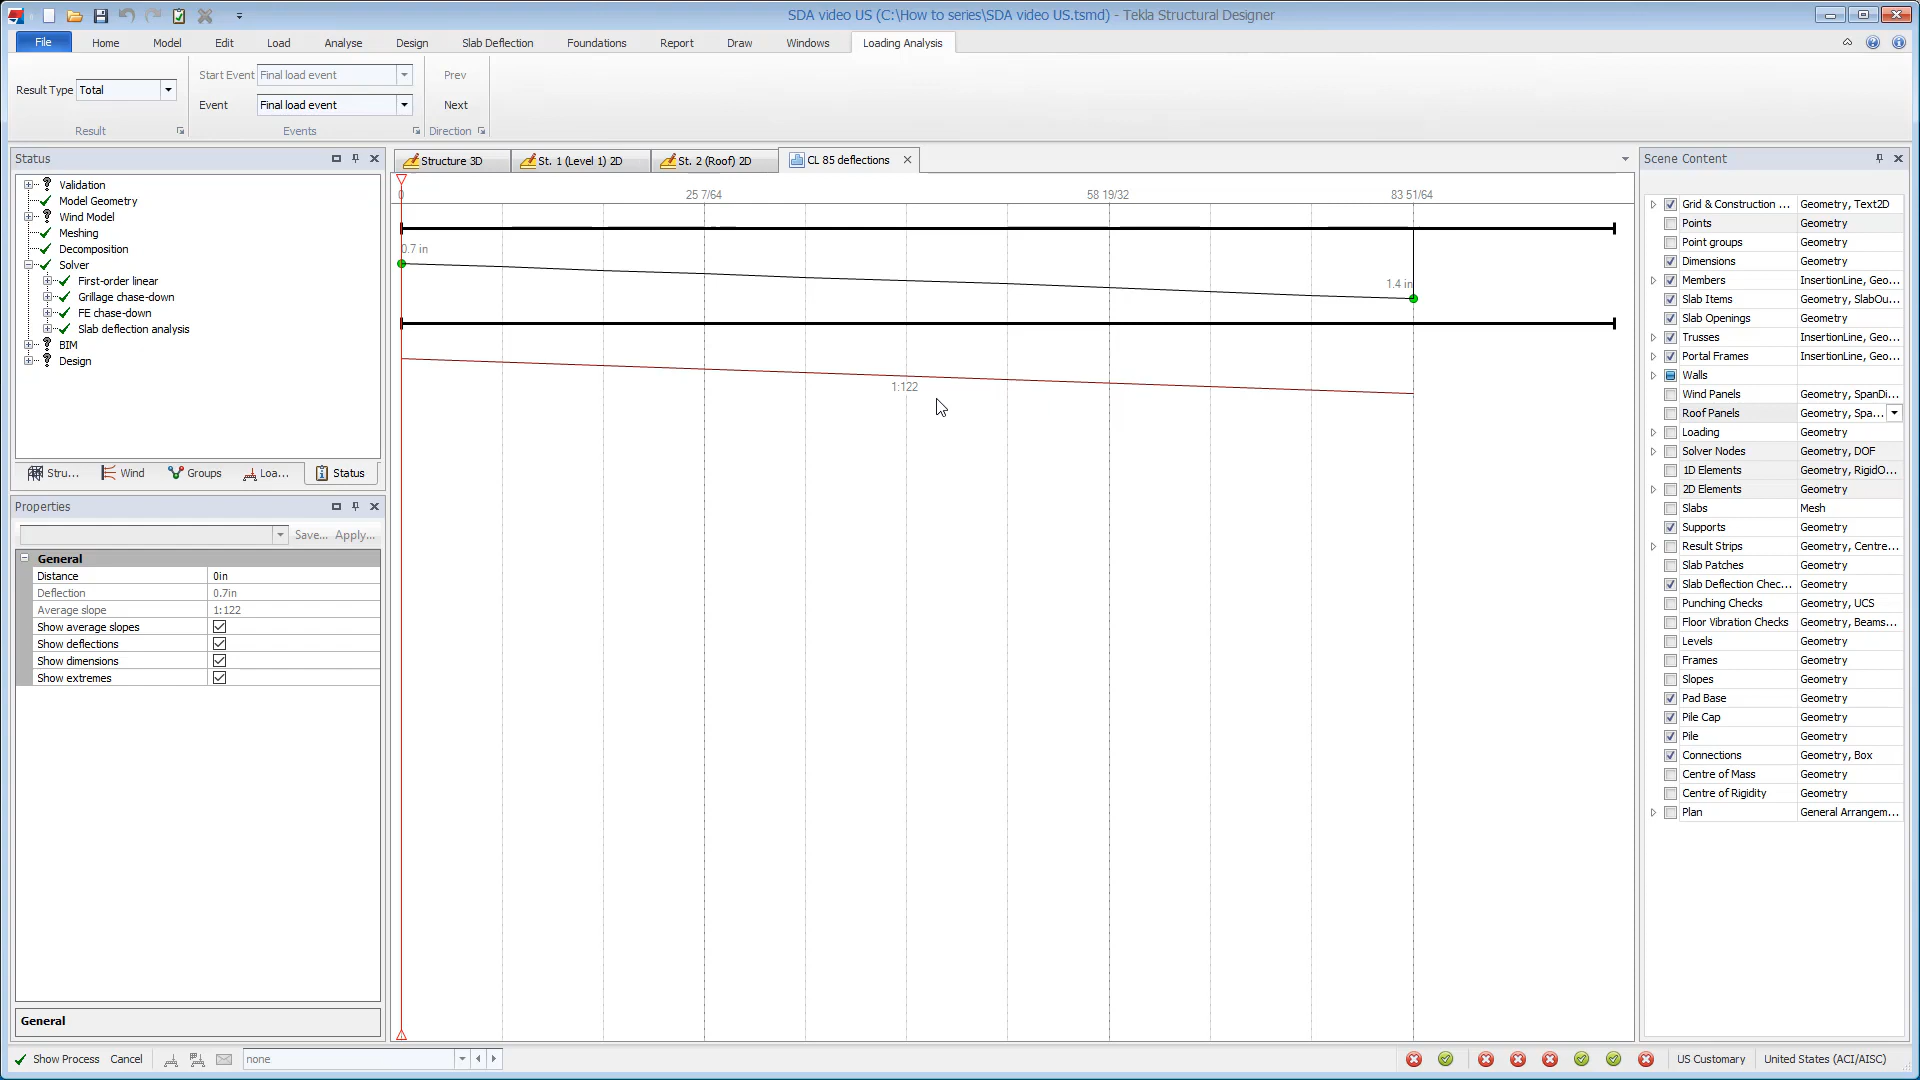 SDA video US (C:\How to series\SDA video US.tsmd) - Tekla Structural Designer
File Home Model Edit Load Analyse Design Slab Deflection Foundations Report Draw Windows Loading Analysis
Start Event Final load event Prev
Result Type Total
Event Final load event Next
Result Events Direction
Status
Validation
Model Geometry
Wind Model
Meshing
Decomposition
Solver
First-order linear
Grillage chase-down
FE chase-down
Slab deflection analysis
BIM
Design
Stru... Wind Groups Loa... Status
Properties
Save... Apply...
General
Distance 0in
Deflection 0.7in
Average slope 1:122
Show average slopes
Show deflections
Show dimensions
Show extremes
General
Structure 3D St. 1 (Level 1) 2D St. 2 (Roof) 2D CL 85 deflections
0 25 7/64 58 19/32 83 51/64
0.7 in
1.4 in
1:122
Scene Content
Grid & Construction ... Geometry, Text2D
Points Geometry
Point groups Geometry
Dimensions Geometry
Members InsertionLine, Geo...
Slab Items Geometry, SlabOu...
Slab Openings Geometry
Trusses InsertionLine, Geo...
Portal Frames InsertionLine, Geo...
Walls
Wind Panels Geometry, SpanDi...
Roof Panels Geometry, Spa...
Loading Geometry
Solver Nodes Geometry, DOF
1D Elements Geometry, RigidO...
2D Elements Geometry
Slabs Mesh
Supports Geometry
Result Strips Geometry, Centre...
Slab Patches Geometry
Slab Deflection Chec... Geometry
Punching Checks Geometry, UCS
Floor Vibration Checks Geometry, Beams...
Levels Geometry
Frames Geometry
Slopes Geometry
Pad Base Geometry
Pile Cap Geometry
Pile Geometry
Connections Geometry, Box
Centre of Mass Geometry
Centre of Rigidity Geometry
Plan General Arrangem...
Show Process Cancel none US Customary United States (ACI/AISC)